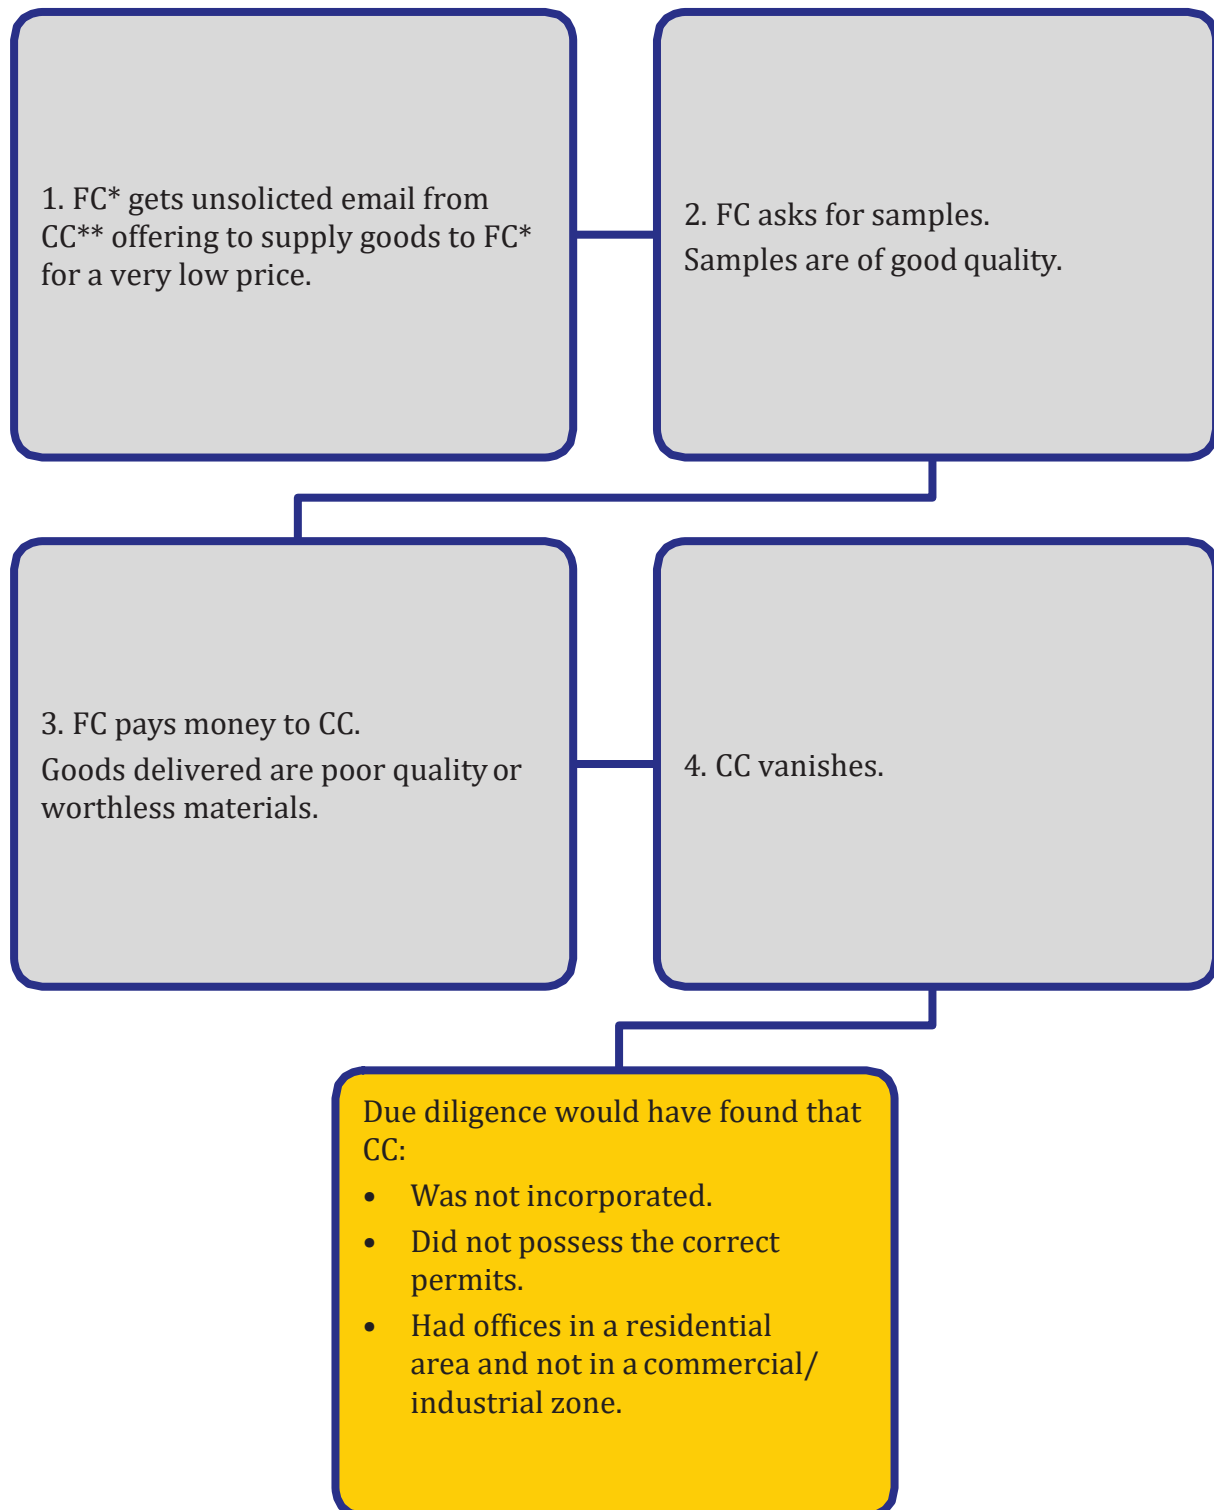 1. FC* gets unsolicted email from
CC** offering to supply goods to FC*
for a very low price.
2. FC asks for samples.
Samples are of good quality.
3. FC pays money to CC.
Goods delivered are poor quality or
worthless materials.
4. CC vanishes.
Due diligence would have found that
CC:
• Was not incorporated.
• Did not possess the correct
permits.
• Had offices in a residential
area and not in a commercial/
industrial zone.